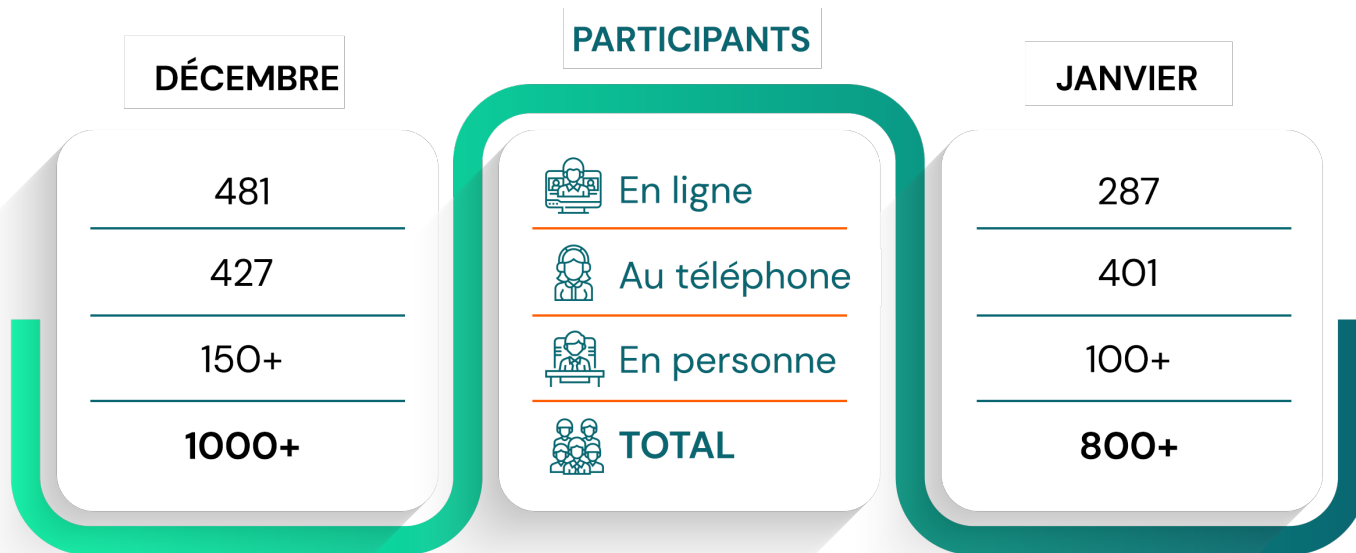 PARTICIPANTS
DÉCEMBRE
JANVIER
481
En ligne
287
427
Au téléphone
401
150+
En personne
100+
1000+
TOTAL
800+